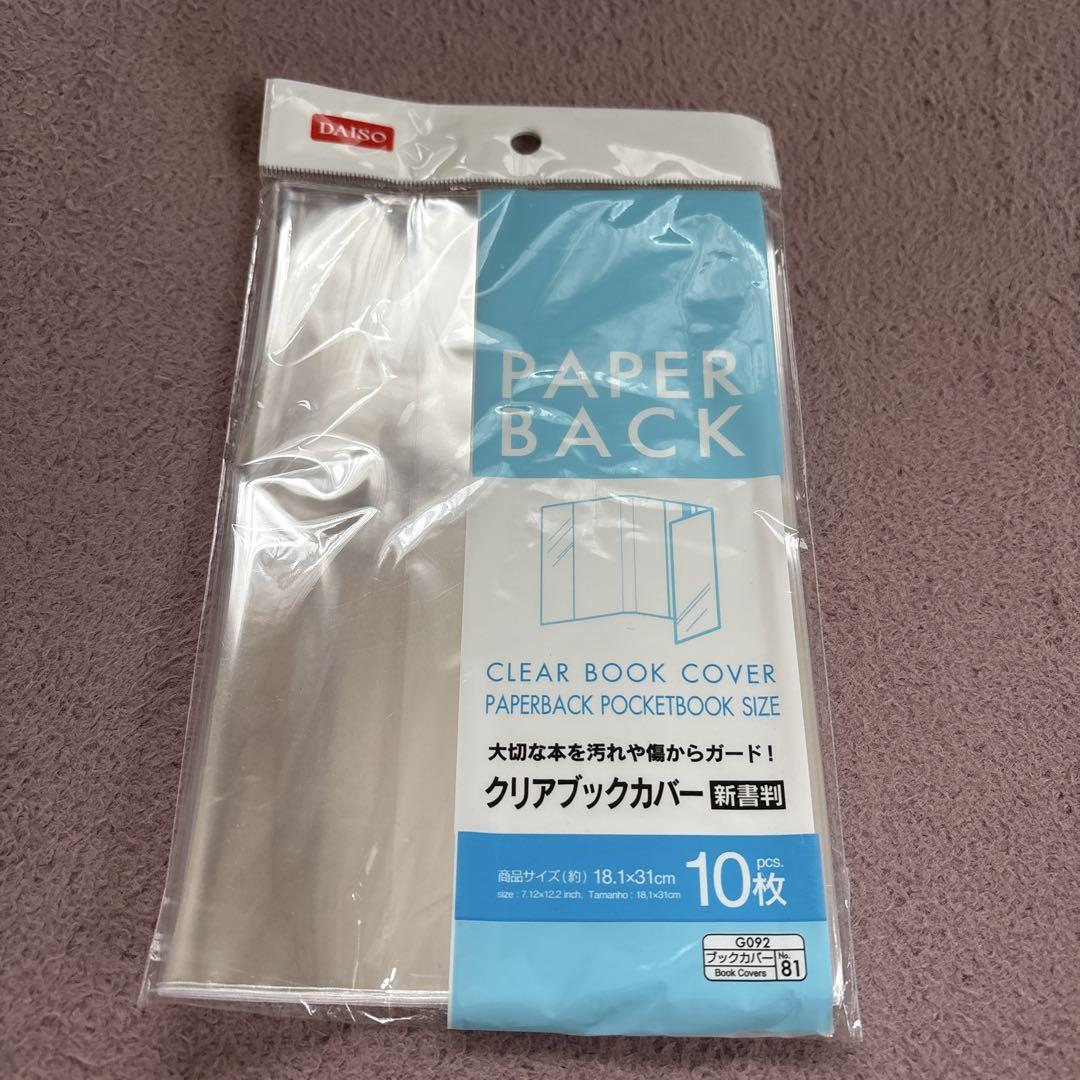 DAISO
PAPER
BACK
CLEAR BOOK COVER
PAPERBACK POCKETBOOK SIZE
大切な本を汚れや傷からガード!
クリアブックカバー 新書判
商品サイズ(約) 18.1×31cm
size : 7.12×12.2 inch. Tamanho : 18,1×31cm
10枚 pcs.
G092
ブックカバー No.
Book Covers 81